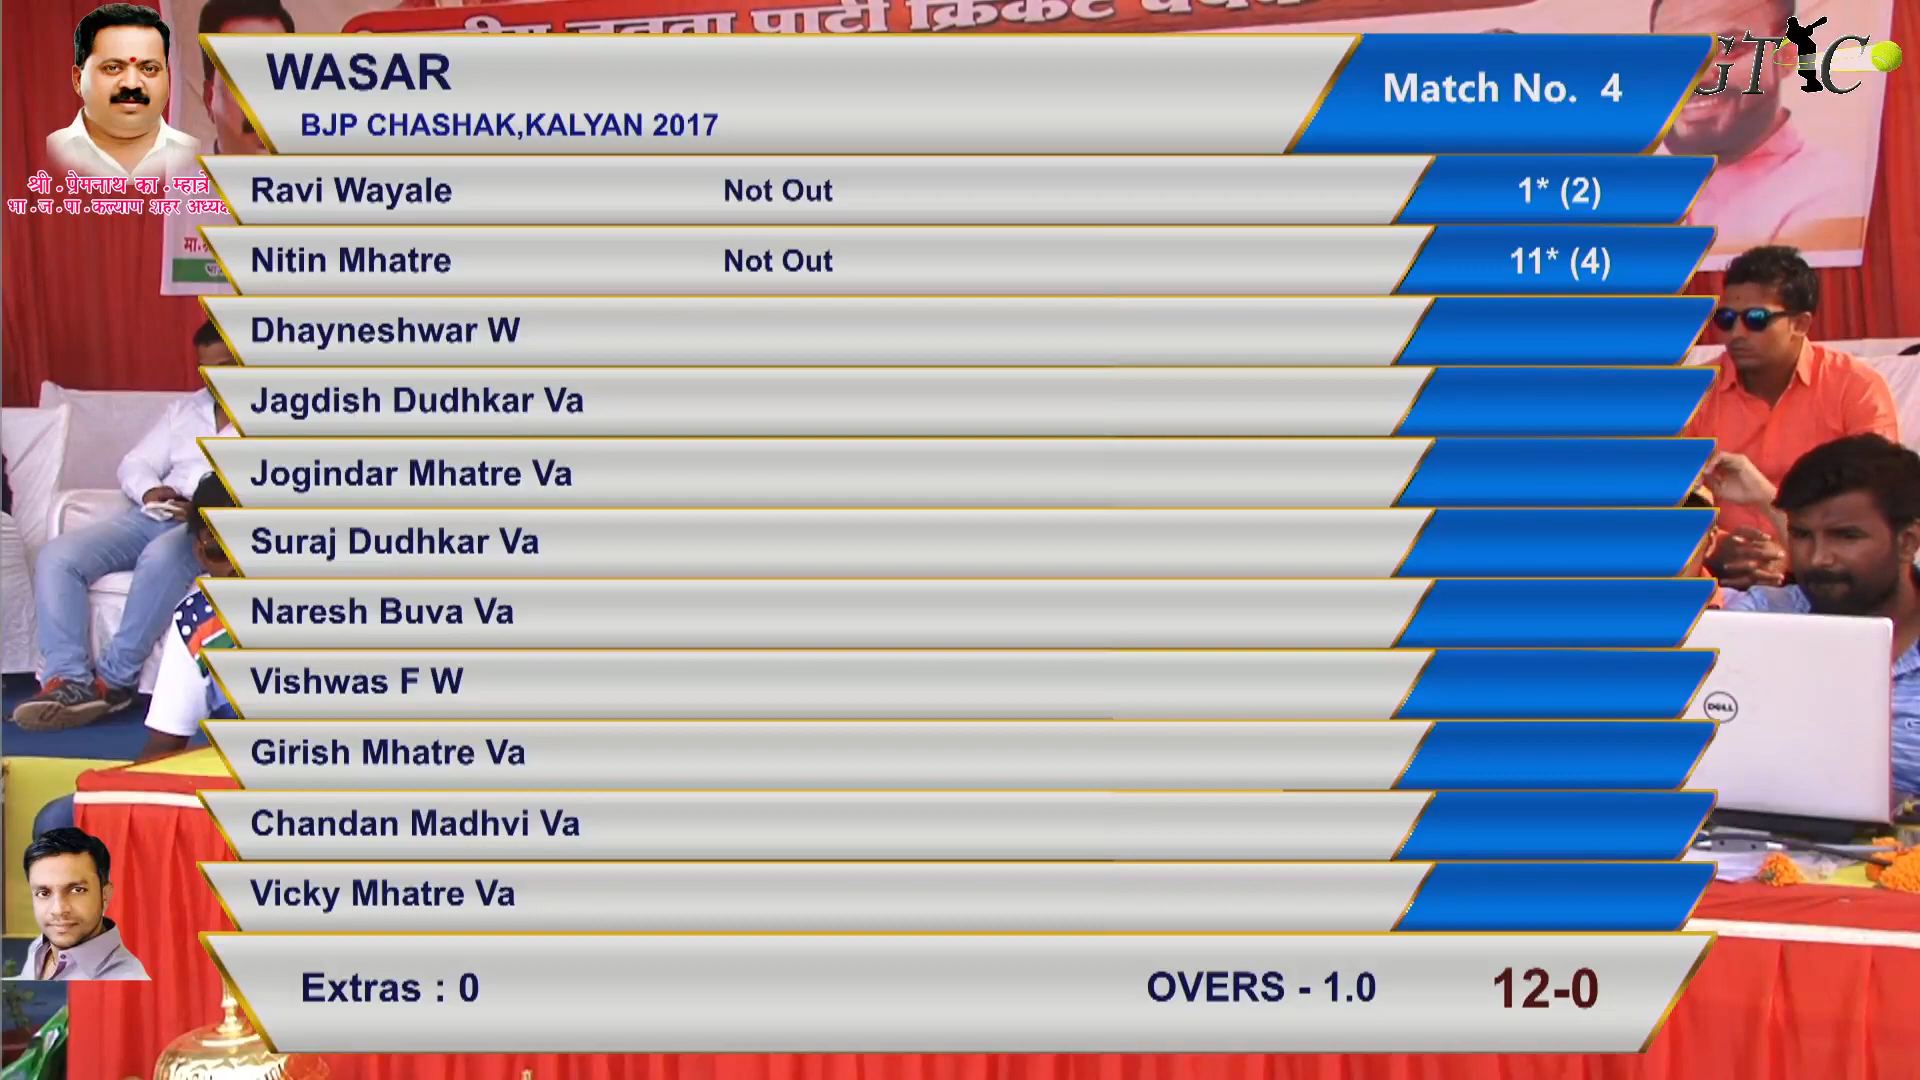 WASAR
BJP CHASHAK,KALYAN 2017
Match No. 4
GTC
श्री . प्रेमनाथ का . म्हात्रे
भा . ज . पा . कल्याण शहर अध्यक्ष
Ravi Wayale Not Out 1* (2)
Nitin Mhatre Not Out 11* (4)
Dhayneshwar W
Jagdish Dudhkar Va
Jogindar Mhatre Va
Suraj Dudhkar Va
Naresh Buva Va
Vishwas F W
Girish Mhatre Va
Chandan Madhvi Va
Vicky Mhatre Va
DELL
Extras : 0 OVERS - 1.0 12-0